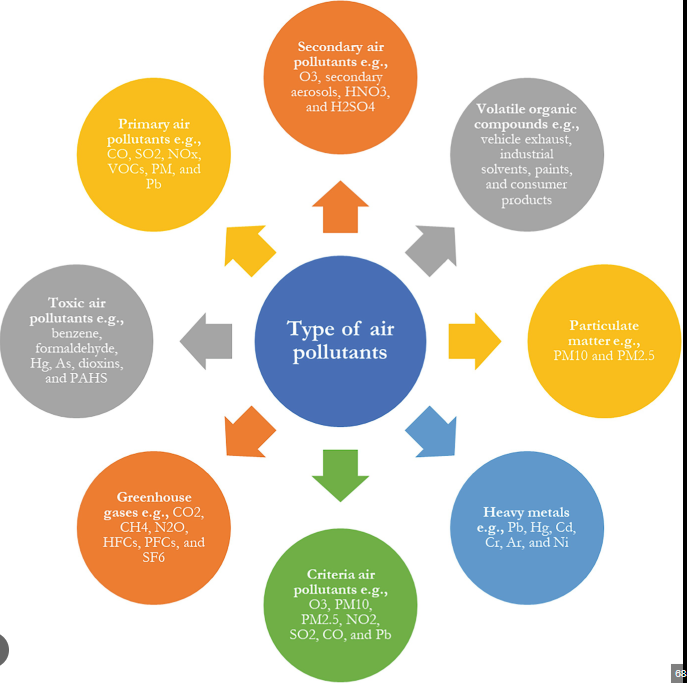 Secondary air
pollutants e.g.,
O3, secondary
aerosols, HNO3,
and H2SO4
Volatile organic
compounds e.g.,
vehicle exhaust,
industrial
solvents, paints,
and consumer
products
Primary air
pollutants e.g.,
CO, SO2, NOx,
VOCs, PM, and
Pb
Type of air
pollutants
Toxic air
pollutants e.g.,
benzene,
formaldehyde,
Hg, As, dioxins,
and PAHS
Particulate
matter e.g.,
PM10 and PM2.5
Greenhouse
gases e.g., CO2,
CH4, N2O,
HFCs, PFCs, and
SF6
Heavy metals
e.g., Pb, Hg, Cd,
Cr, Ar, and Ni
Criteria air
pollutants e.g.,
O3, PM10,
PM2.5, NO2,
SO2, CO, and Pb
68